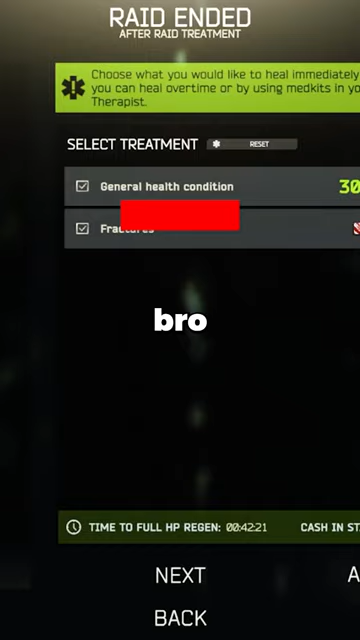 RAID ENDED
AFTER RAID TREATMENT
Choose what you would like to heal immediately
you can heal overtime or by using medkits in yo
Therapist.
SELECT TREATMENT
RESET
General health condition
30
Fractures
bro
TIME TO FULL HP REGEN: 00:42:21
CASH IN ST
NEXT
A
BACK